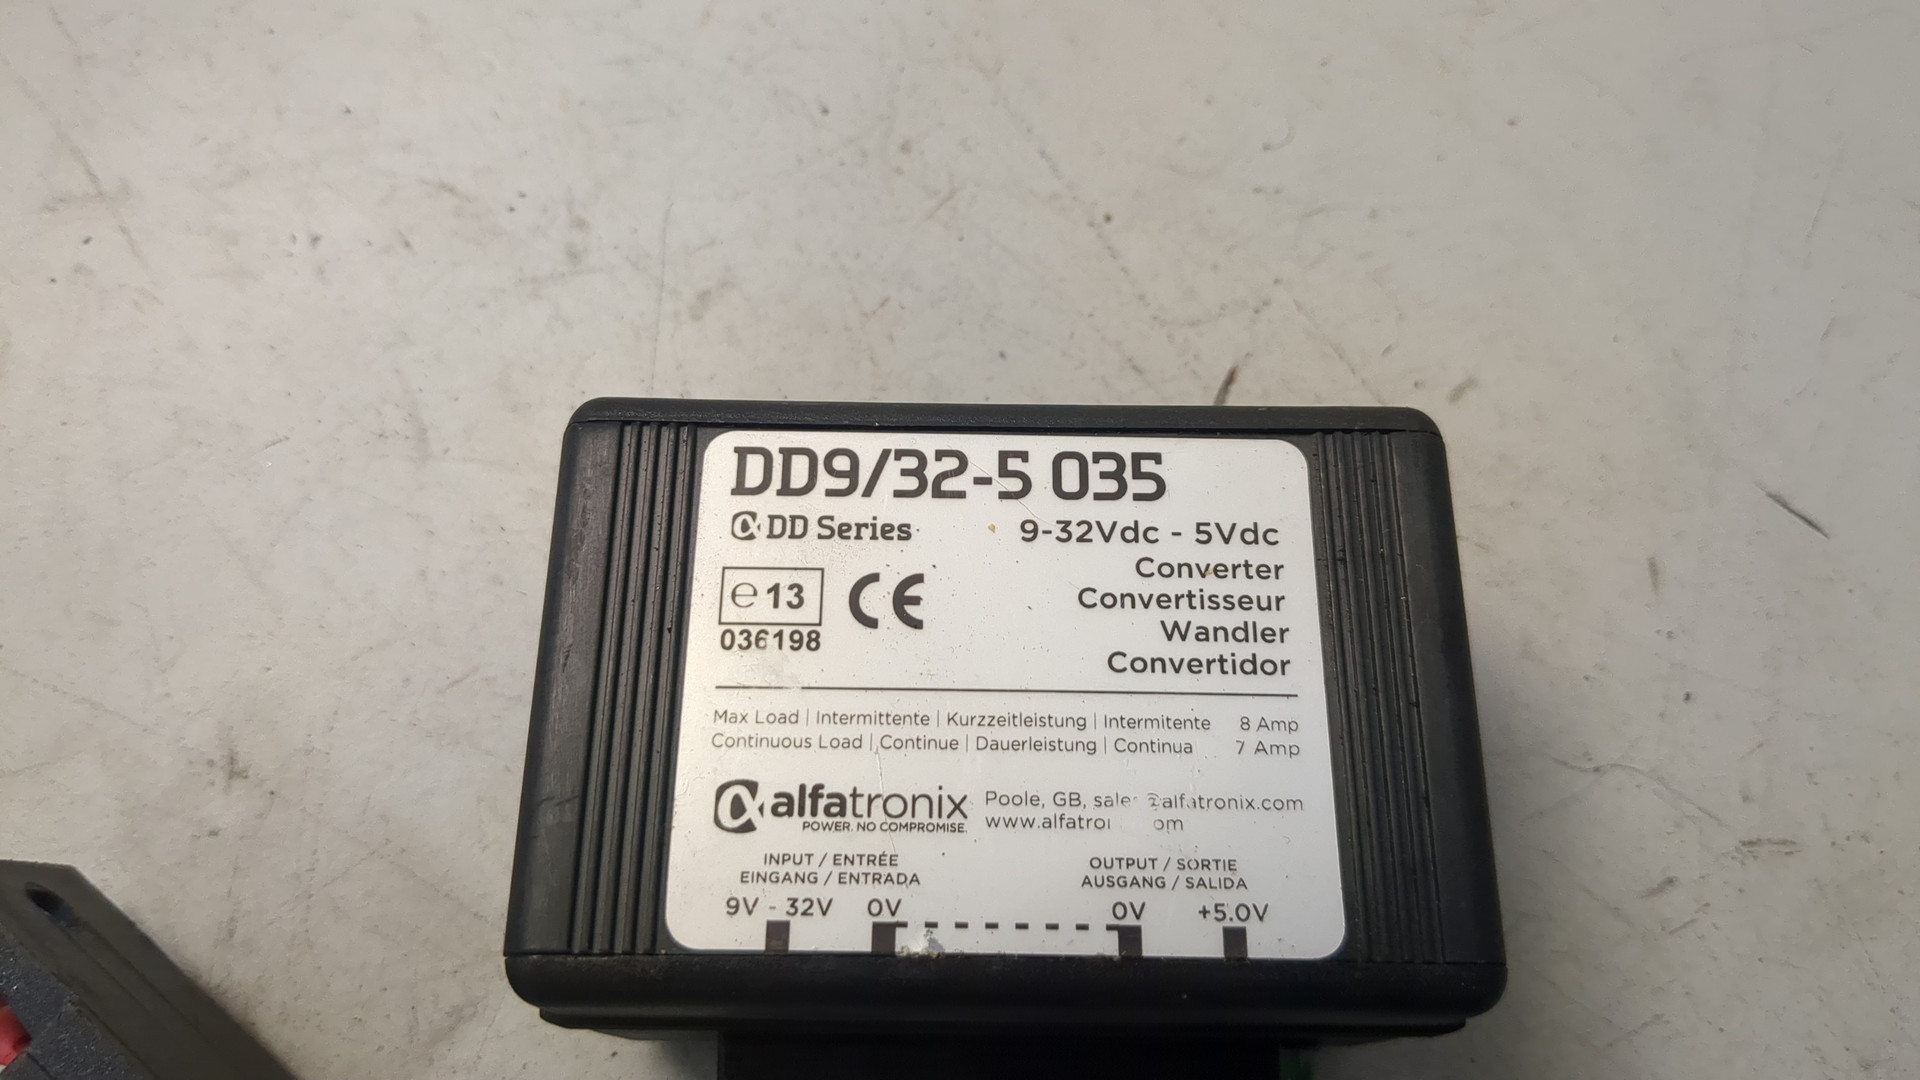 DD9/32-5 035
DD Series
9-32Vdc - 5Vdc
Converter
Convertisseur
Wandler
Convertidor
e 13
CE
036198
Max Load | Intermittente | Kurzzeitleistung | Intermitente 8 Amp
Continuous Load | Continue | Dauerleistung | Continua 7 Amp
alfatronix
POWER. NO COMPROMISE.
Poole, GB,
INPUT / ENTRÉE
EINGANG / ENTRADA
OUTPUT / SORTIE
AUSGANG / SALIDA
9V - 32V 0V 0V +5.0V